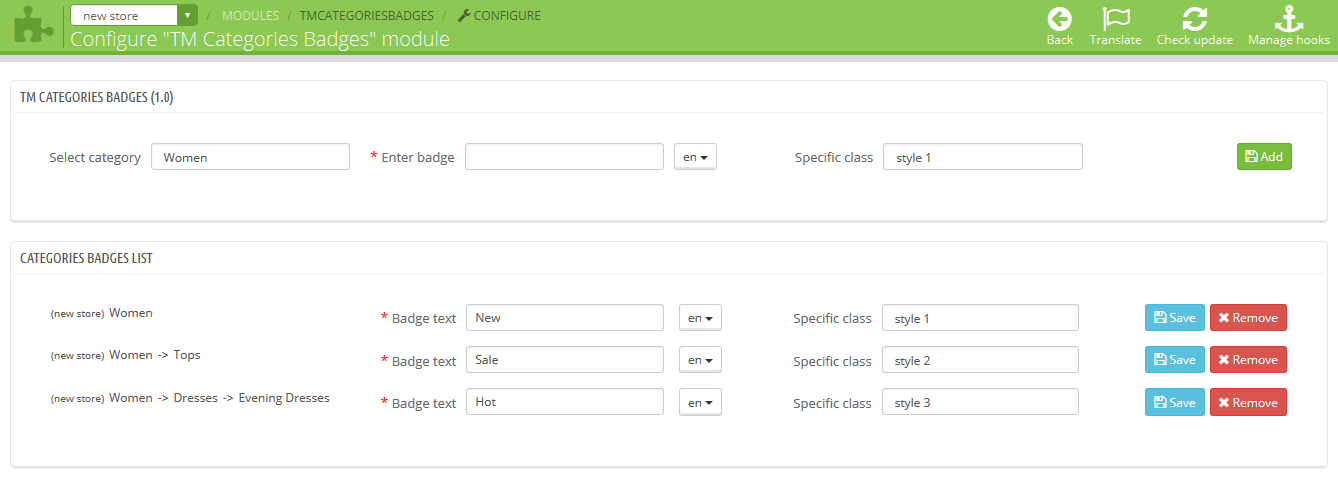 new store / MODULES / TMCATEGORIESBADGES / CONFIGURE
Configure "TM Categories Badges" module
Back Translate Check update Manage hooks
TM CATEGORIES BADGES (1.0)
Select category Women * Enter badge en Specific class style 1 Add
CATEGORIES BADGES LIST
(new store) Women * Badge text New en Specific class style 1 Save Remove
(new store) Women -> Tops * Badge text Sale en Specific class style 2 Save Remove
(new store) Women -> Dresses -> Evening Dresses * Badge text Hot en Specific class style 3 Save Remove